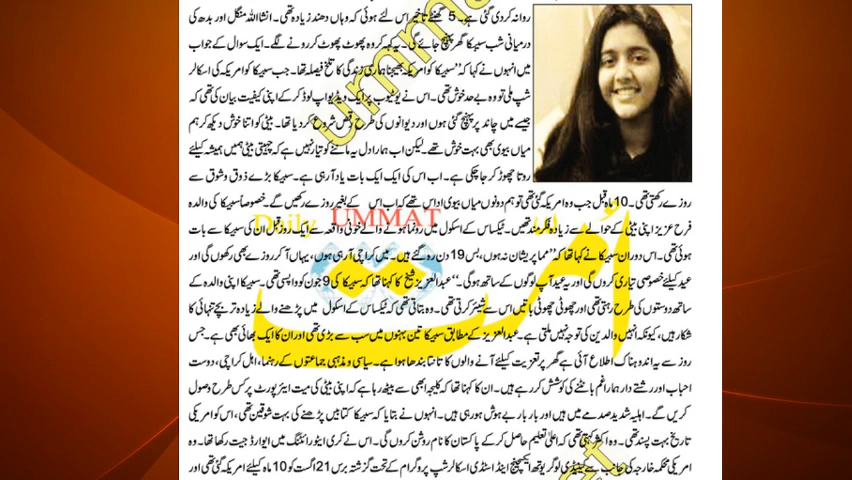 روانہ کر دی گئی ہے۔ 5 گھنٹے تاخیر اس لئے ہوئی کہ وہاں دھند زیادہ تھی۔ انشاءاللہ منگل اور بدھ کی
درمیانی شب سبیکا گھر پہنچ جائے گی۔ یہ کہہ کر وہ پھوٹ پھوٹ کر رونے لگے۔ ایک سوال کے جواب
میں انہوں نے کہا کہ ”سبیکا کو امریکہ بھیجنا ہماری زندگی کا تلخ فیصلہ تھا۔ جب سبیکا کو امریکہ کی اسکالر
شپ ملی تو وہ بے حد خوش تھی۔ اس نے یوٹیوب پر ایک ویڈیو اپ لوڈ کر کے اپنی کیفیت بیان کی تھی کہ
جیسے میں چاند پر پہنچ گئی ہوں اور دیوانوں کی طرح رقص شروع کر دیا تھا۔ بیٹی کو اتنا خوش دیکھ کر ہم
میاں بیوی بھی بہت خوش تھے۔ لیکن اب ہمارا دل یہ ماننے کو تیار نہیں ہے کہ چہیتی بیٹی ہمیں ہمیشہ کیلئے
روتا چھوڑ کر جا چکی ہے۔ اب اس کی ایک ایک بات یاد آ رہی ہے۔ سبیکا بڑے ذوق و شوق سے
روزے رکھتی تھی۔ 10 ماہ قبل جب وہ امریکہ گئی تھی تو ہم دونوں میاں بیوی اداس تھے کہ اب اس کے بغیر روزے رکھیں گے۔ خصوصاً سبیکا کی والدہ
فرح عزیز اپنی بیٹی کے حوالے سے زیادہ فکرمند تھیں۔ ٹیکساس کے اسکول میں رونما ہونے والے خونی واقعہ سے ایک روز قبل ان کی سبیکا سے بات
ہوئی تھی۔ اس دوران سبیکا نے کہا تھا کہ ”مما پریشان نہ ہوں، بس 19 دن رہ گئے ہیں۔ میں کراچی آ رہی ہوں، یہاں آ کر روزے بھی رکھوں گی اور
عید کیلئے خصوصی تیاری کروں گی اور یہ عید آپ لوگوں کے ساتھ ہوگی۔“ عبدالعزیز شیخ کا کہنا تھا کہ سبیکا کی 9 جون کو واپسی تھی۔ سبیکا اپنی والدہ کے
ساتھ دوستوں کی طرح رہتی تھی اور چھوٹی چھوٹی باتیں اس سے شیئر کرتی تھی۔ وہ بتاتی تھی کہ ٹیکساس کے اسکول میں پڑھنے والے زیادہ تر بچے تنہائی کا
شکار ہیں، کیونکہ انہیں والدین کی توجہ نہیں ملتی ہے۔ عبدالعزیز کے مطابق سبیکا تین بہنوں میں سب سے بڑی تھی اور ان کا ایک بھائی بھی ہے۔ جس
روز سے یہ اندوہناک اطلاع آئی ہے گھر پر تعزیت کیلئے آنے والوں کا تانتا بندھا ہوا ہے۔ سیاسی و مذہبی جماعتوں کے رہنما، اہل کراچی، دوست
احباب اور رشتے دار ہمارا غم بانٹنے کی کوشش کر رہے ہیں۔ ان کا کہنا تھا کہ کلیجہ ابھی سے بیٹھ رہا ہے کہ اپنی بیٹی کی میت ایئرپورٹ پر کس طرح وصول
کریں گے۔ اہلیہ شدید صدمے میں ہیں اور بار بار بے ہوش ہو رہی ہیں۔ انہوں نے بتایا کہ سبیکا کتابیں پڑھنے کی بہت شوقین تھی، اس کو امریکی
تاریخ بہت پسند تھی۔ وہ اکثر کہتی تھی کہ اعلیٰ تعلیم حاصل کر کے پاکستان کا نام روشن کروں گی۔ اس نے کری ایٹو رائٹنگ میں ایوارڈ جیت رکھا تھا۔ وہ
امریکی محکمہ خارجہ کی جانب سے کینیڈی لوگر یوتھ ایکسچینج اینڈ اسٹڈی اسکالر شپ پروگرام کے تحت گزشتہ برس 21 اگست کو 10 ماہ کیلئے امریکہ گئی تھی اور
Daily UMMAT
امت